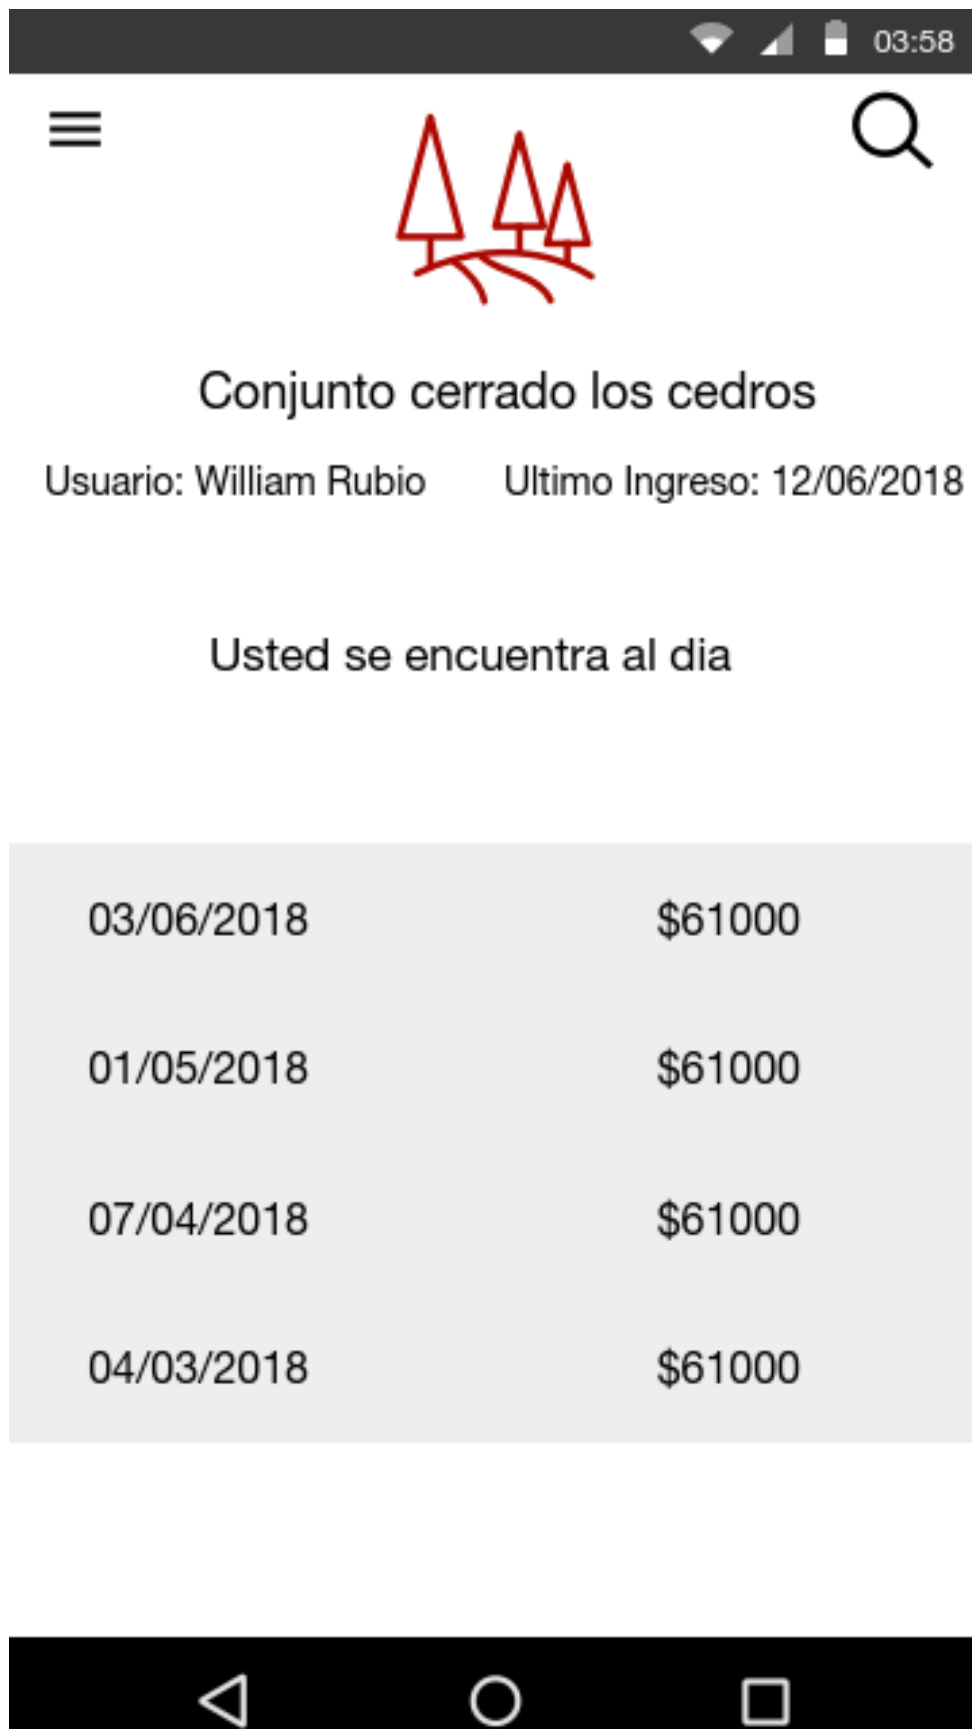 03:58
Conjunto cerrado los cedros
Usuario: William Rubio Ultimo Ingreso: 12/06/2018
Usted se encuentra al dia
03/06/2018 $61000
01/05/2018 $61000
07/04/2018 $61000
04/03/2018 $61000